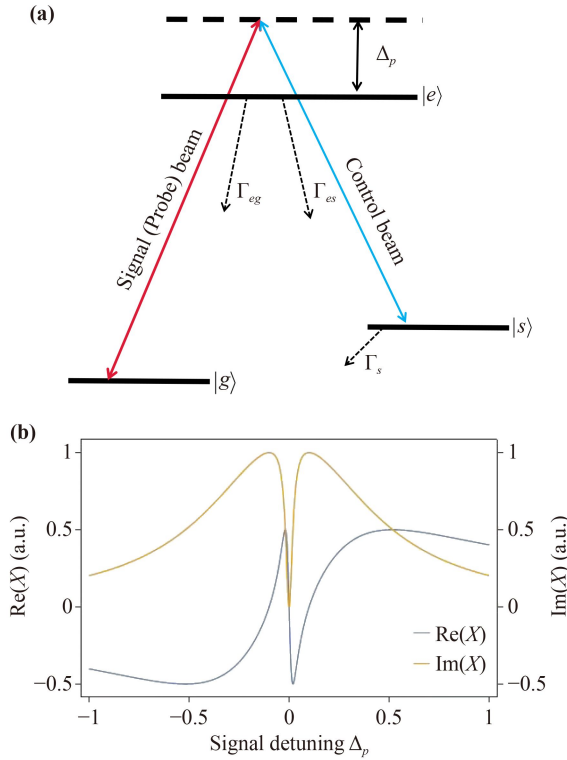 (a)
Δp
|e⟩
Signal (Probe) beam
Γeg
Γes
Control beam
|s⟩
Γs
|g⟩
(b)
1
0.5
0
−0.5
Re(X) (a.u.)
1
0.5
0
−0.5
Im(X) (a.u.)
Re(X)
Im(X)
−1
−0.5
0
0.5
1
Signal detuning Δp